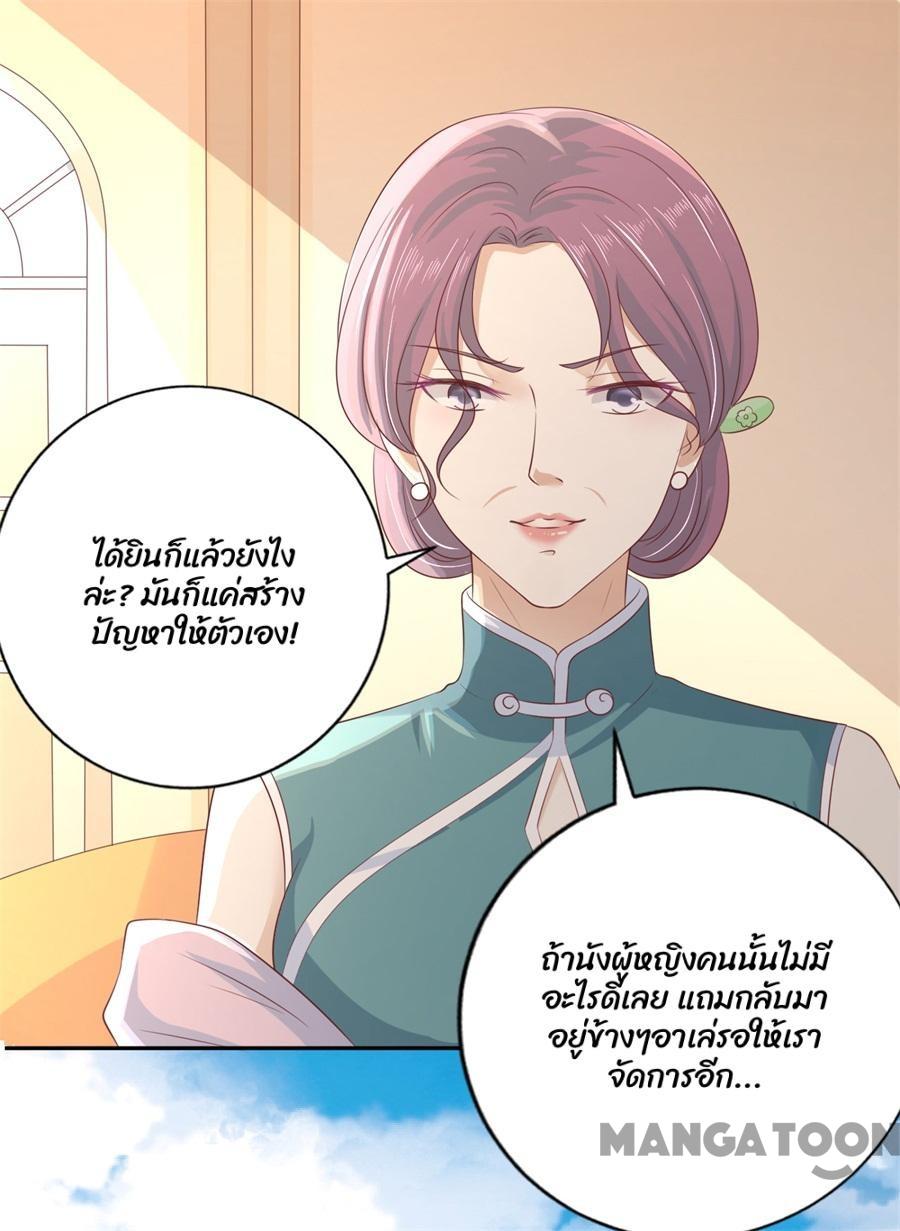 ได้ยินก็แล้วยังไง
ล่ะ? มันก็แค่สร้าง
ปัญหาให้ตัวเอง!
ถ้านังผู้หญิงคนนั้นไม่มี
อะไรดีเลย แถมกลับมา
อยู่ข้างๆอาเล่รอให้เรา
จัดการอีก...
MANGATOON